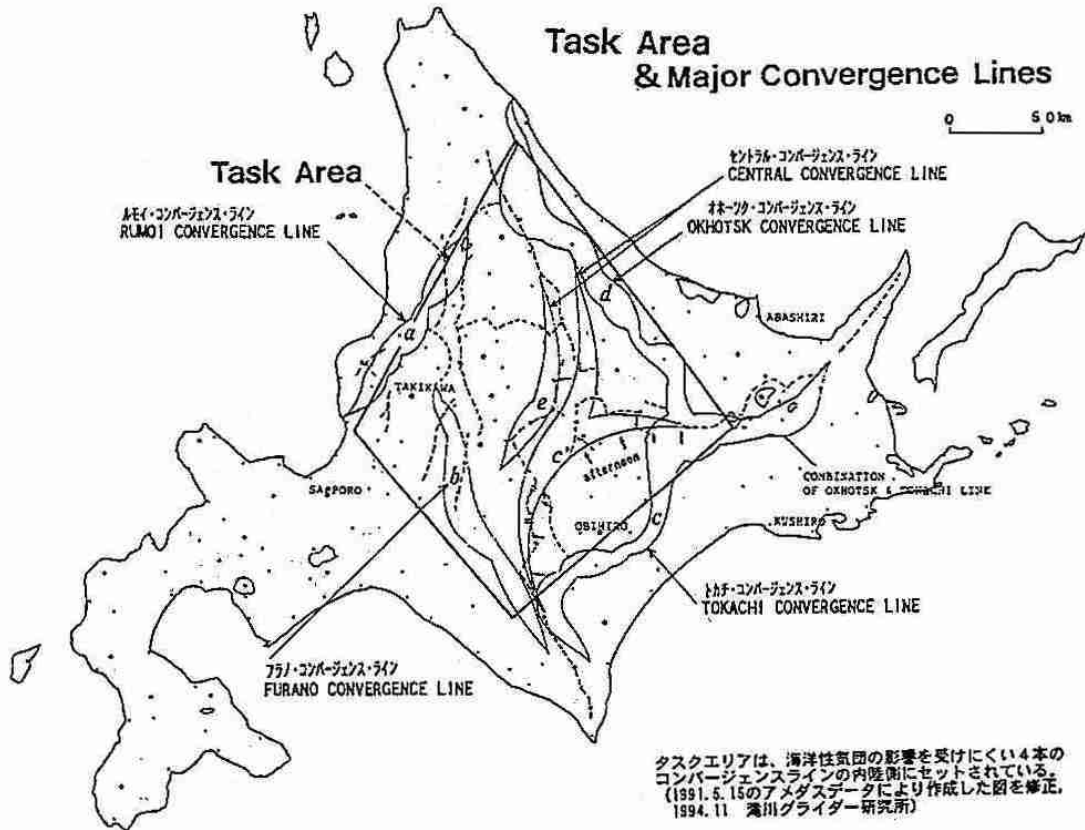 Task Area
& Major Convergence Lines
0 50km
セントラル・コンバージェンス・ライン
CENTRAL CONVERGENCE LINE
Task Area
オホーツク・コンバージェンス・ライン
OKHOTSK CONVERGENCE LINE
ルモイ・コンバージェンス・ライン
RUMOI CONVERGENCE LINE
d
ABASHIRI
a
TAKIKAWA
e
c"
afternoon
b
SAPPORO
COMBINATION
OF OKHOTSK & LINE
OBIHIRO
c
KUSHIRO
トカチ・コンバージェンス・ライン
TOKACHI CONVERGENCE LINE
フラノ・コンバージェンス・ライン
FURANO CONVERGENCE LINE
タスクエリアは、海洋性気団の影響を受けにくい4本の
コンバージェンスラインの内陸側にセットされている。
(1991.5.15のアメダスデータにより作成した図を修正.
1994.11 滝川グライダー研究所)